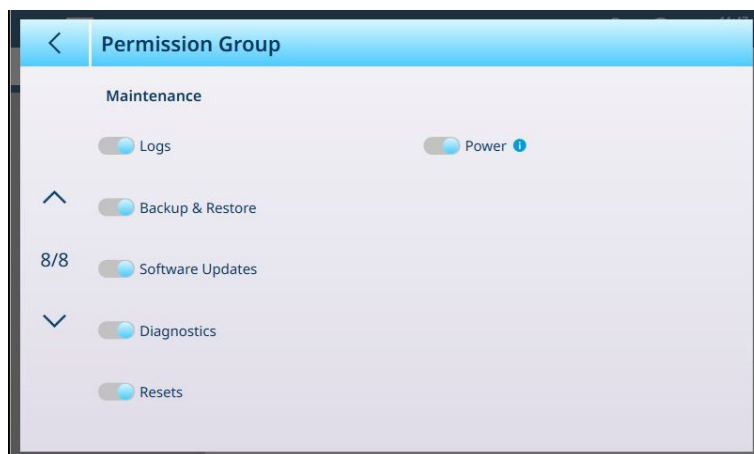 Permission Group
Maintenance
Logs
Power
Backup & Restore
8/8
Software Updates
Diagnostics
Resets